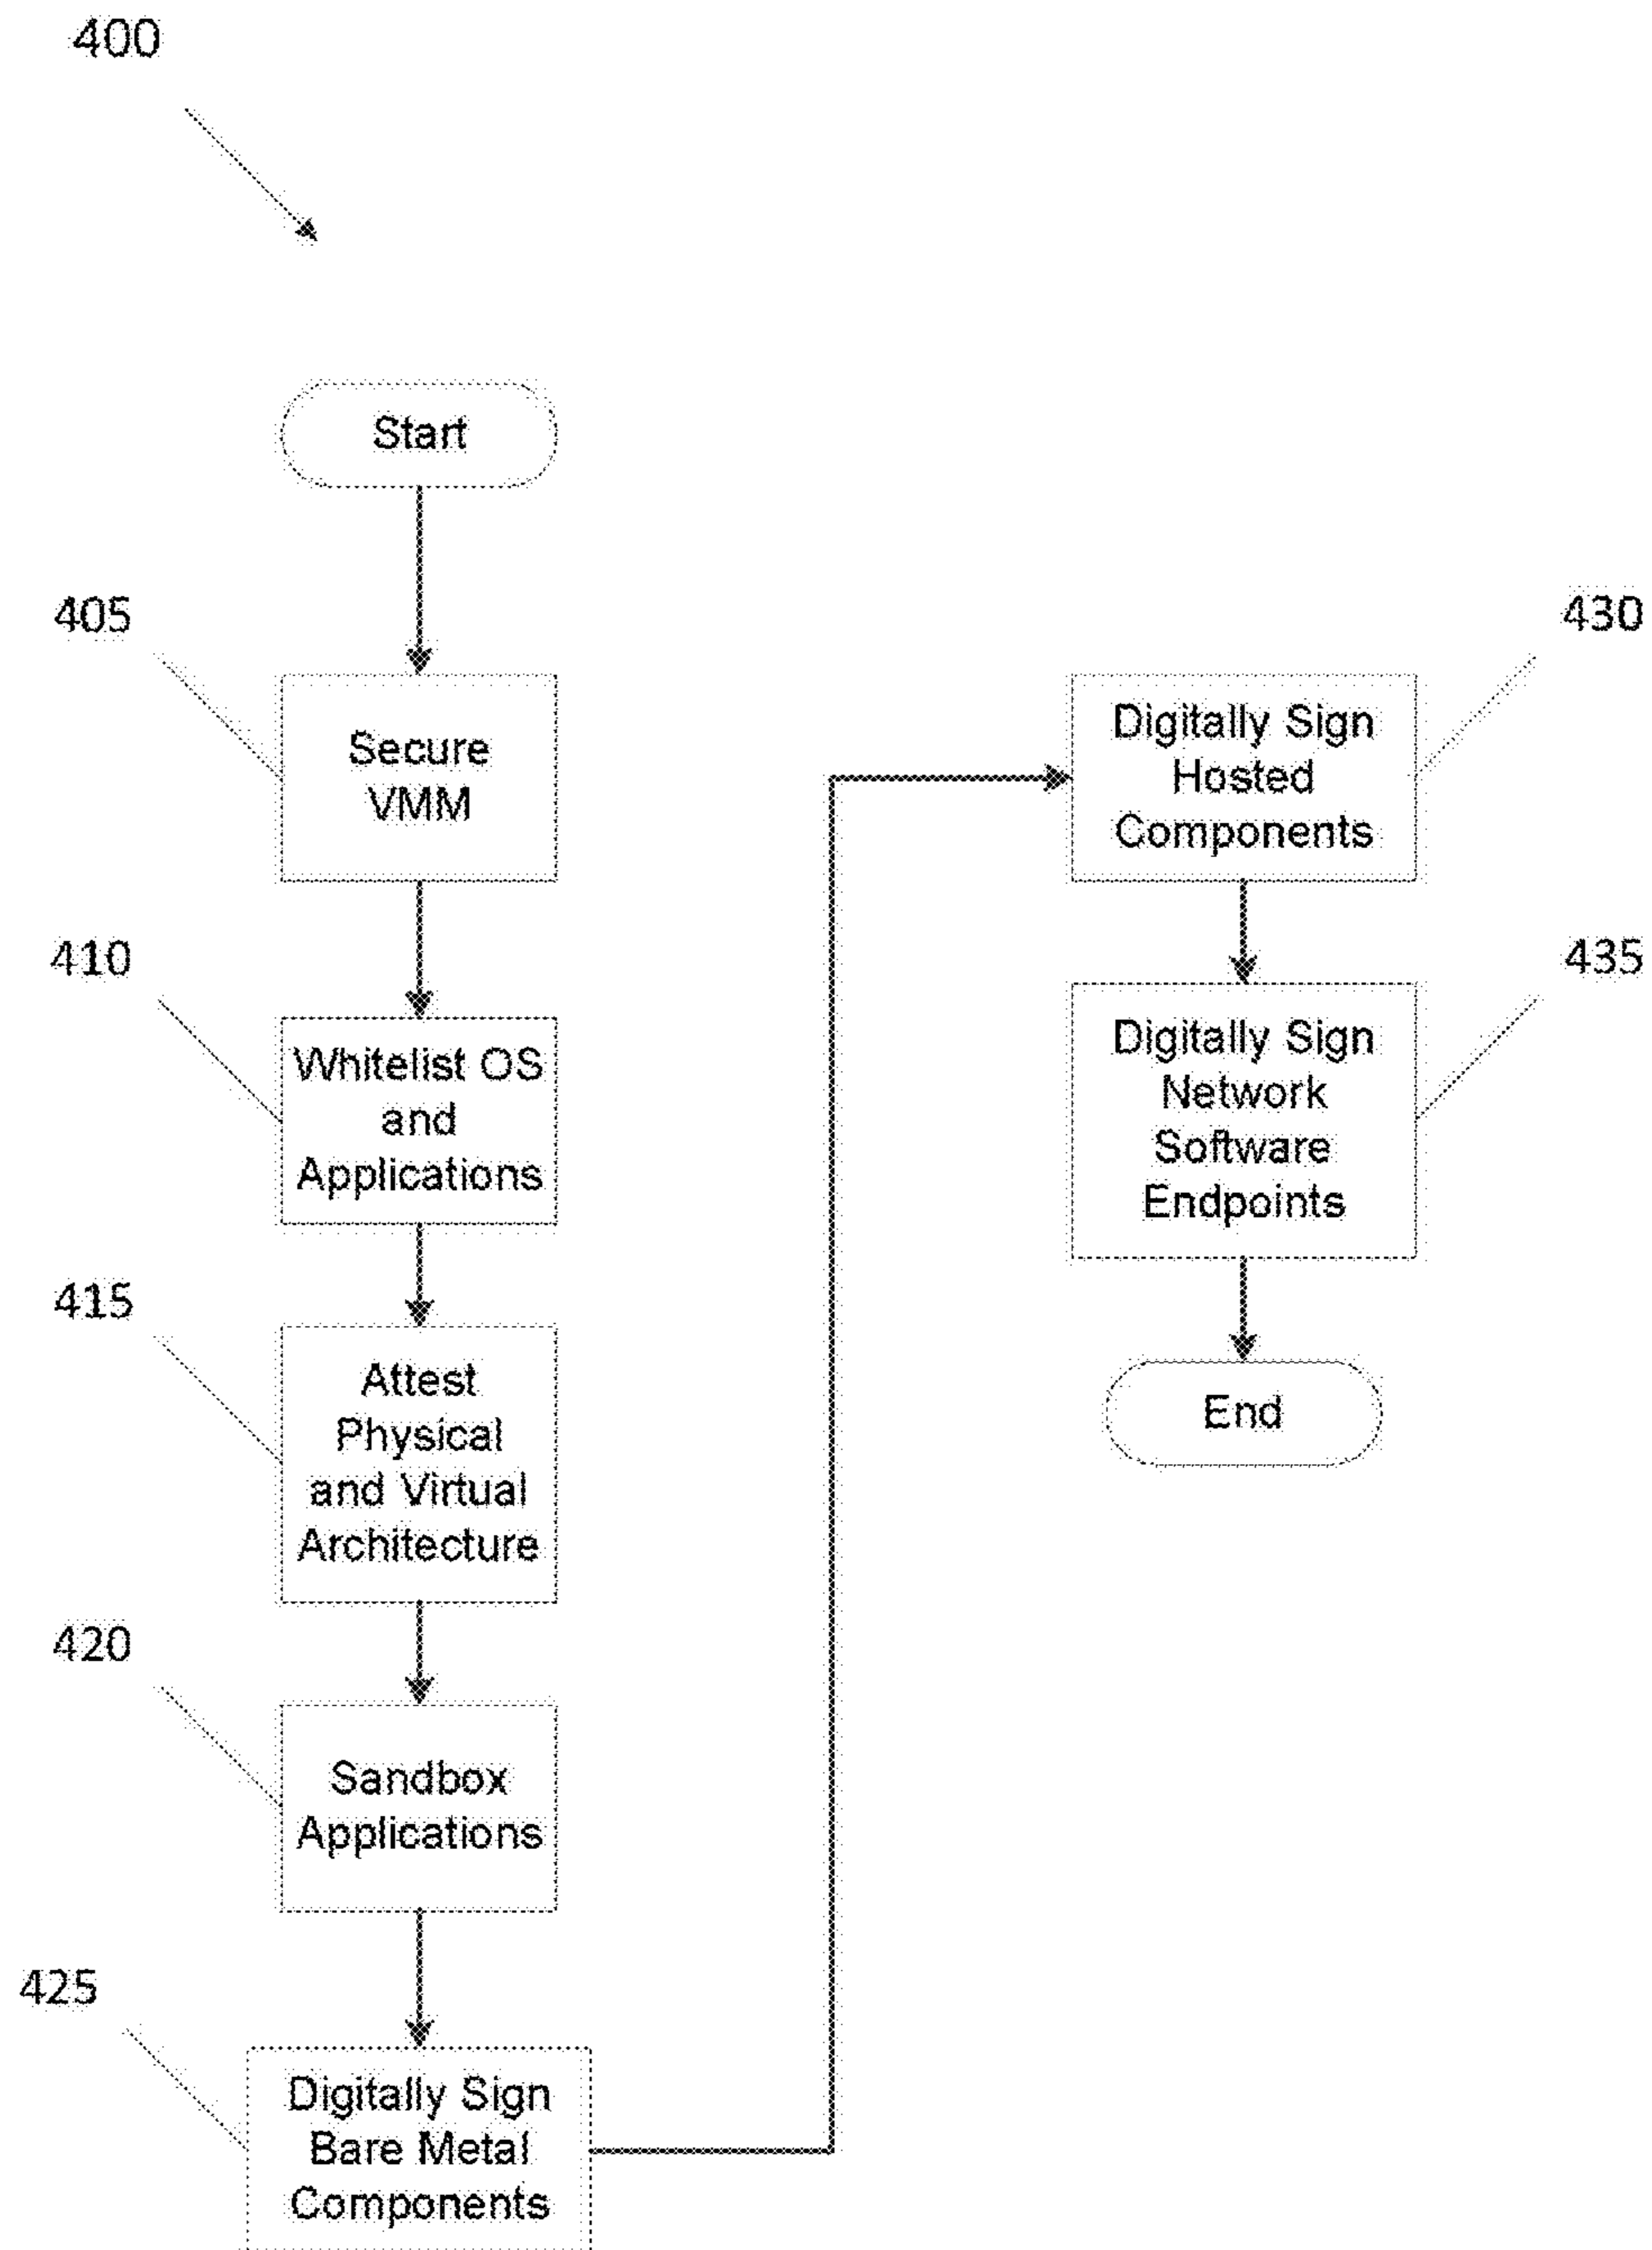 400
Start
405
Secure
VMM
410
Whitelist OS
and
Applications
415
Attest
Physical
and Virtual
Architecture
420
Sandbox
Applications
425
Digitally Sign
Bare Metal
Components
430
Digitally Sign
Hosted
Components
435
Digitally Sign
Network
Software
Endpoints
End